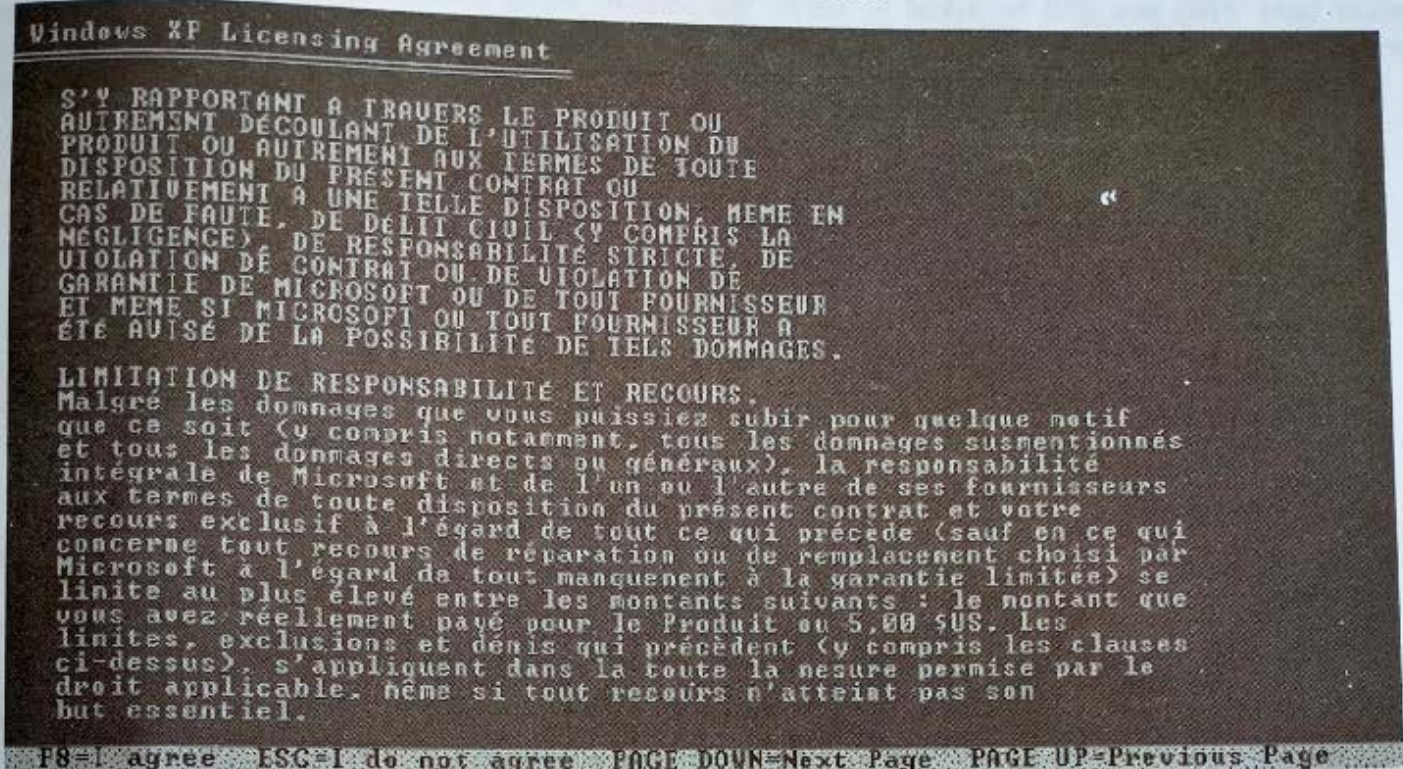 Windows XP Licensing Agreement
S'Y RAPPORTANT A TRAVERS LE PRODUIT OU
AUTREMENT DÉCOULANT DE L'UTILISATION DU
PRODUIT OU AUTREMENT AUX TERMES DE TOUTE
DISPOSITION DU PRÉSENT CONTRAT OU
RELATIVEMENT À UNE TELLE DISPOSITION, MEME EN
CAS DE FAUTE, DE DÉLIT CIVIL (Y COMPRIS LA
NÉGLIGENCE), DE RESPONSABILITÉ STRICTE, DE
VIOLATION DE CONTRAT OU DE VIOLATION DE
GARANTIE DE MICROSOFT OU DE TOUT FOURNISSEUR
ET MEME SI MICROSOFT OU TOUT FOURNISSEUR A
ÉTÉ AVISÉ DE LA POSSIBILITÉ DE TELS DOMMAGES.
LIMITATION DE RESPONSABILITÉ ET RECOURS.
Malgré les dommages que vous puissiez subir pour quelque motif
que ce soit (y compris notamment, tous les dommages susmentionnés
et tous les dommages directs ou généraux), la responsabilité
intégrale de Microsoft et de l'un ou l'autre de ses fournisseurs
aux termes de toute disposition du présent contrat et votre
recours exclusif à l'égard de tout ce qui précède (sauf en ce qui
concerne tout recours de réparation ou de remplacement choisi par
Microsoft à l'égard de tout manquement à la garantie limitée) se
limite au plus élevé entre les montants suivants : le montant que
vous avez réellement payé pour le Produit ou 5,00 $US. Les
limites, exclusions et dénis qui précèdent (y compris les clauses
ci-dessus), s'appliquent dans la toute la mesure permise par le
droit applicable, même si tout recours n'atteint pas son
but essentiel.
F8=I agree ESC=I do not agree PAGE DOWN=Next Page PAGE UP=Previous Page